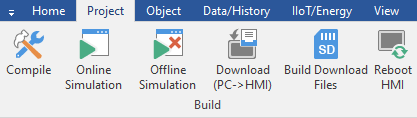 Home Project Object Data/History IIoT/Energy View
Compile Online Simulation Offline Simulation Download (PC->HMI) Build Download Files Reboot HMI
SD
Build